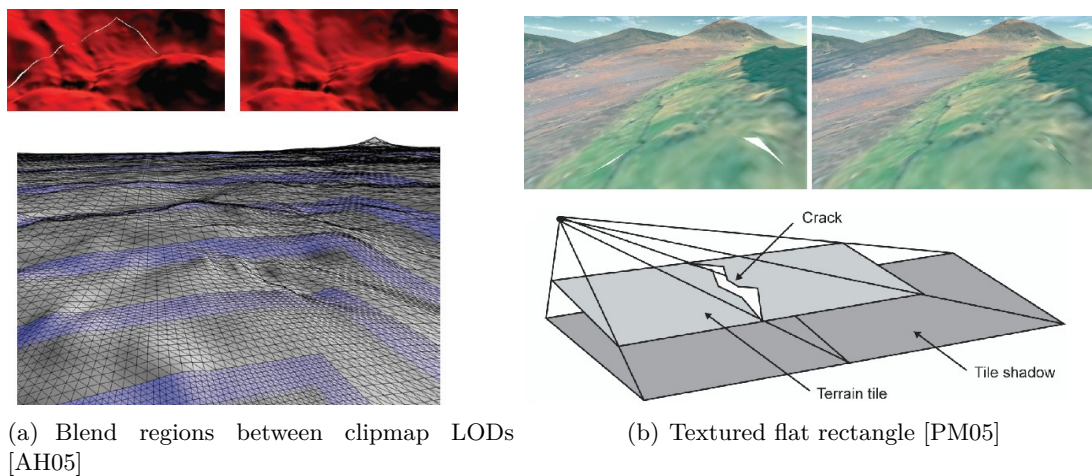 Crack
Tile shadow
Terrain tile
(a) Blend regions between clipmap LODs
[AH05]
(b) Textured flat rectangle [PM05]